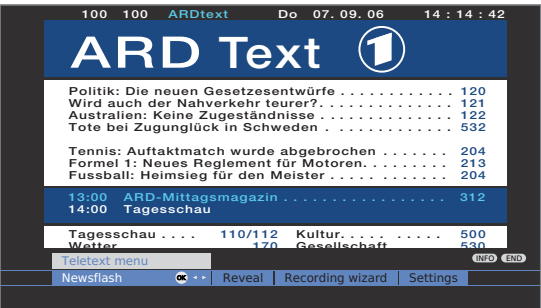 100 100 ARDtext Do 07. 09. 06 14 : 14 : 42
ARD Text 1
Politik: Die neuen Gesetzesentwürfe . . . . . . . . . . . . 120
Wird auch der Nahverkehr teurer?. . . . . . . . . . . . . . 121
Australien: Keine Zugeständnisse . . . . . . . . . . . . . . 122
Tote bei Zugunglück in Schweden . . . . . . . . . . . . . 532
Tennis: Auftaktmatch wurde abgebrochen . . . . . . . 204
Formel 1: Neues Reglement für Motoren. . . . . . . . . 213
Fussball: Heimsieg für den Meister . . . . . . . . . . . . . 204
13:00 ARD-Mittagsmagazin . . . . . . . . . . . . . . . . . 312
14:00 Tagesschau
Tagesschau . . . . 110/112 Kultur. . . . . . . . . . 500
Wetter 170 Gesellschaft 530
Teletext menu INFO END
Newsflash OK Reveal Recording wizard Settings